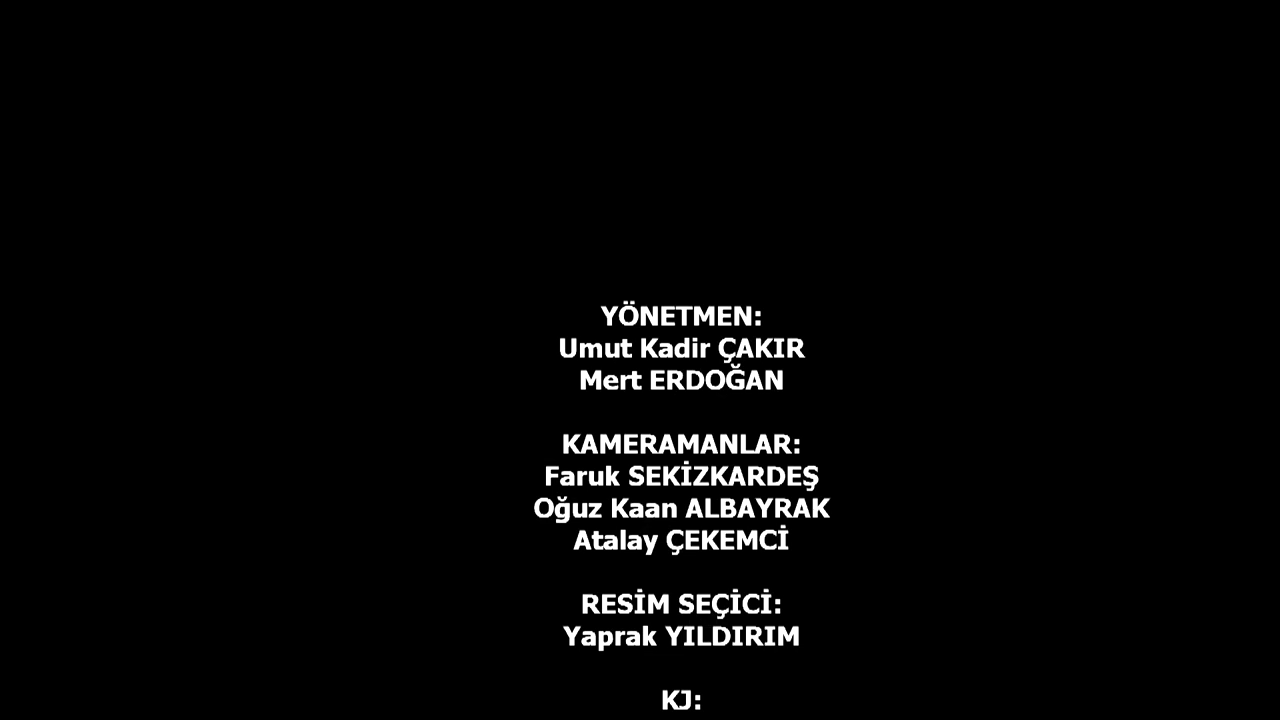 YÖNETMEN:
Umut Kadir ÇAKIR
Mert ERDOĞAN
KAMERAMANLAR:
Faruk SEKİZKARDEŞ
Oğuz Kaan ALBAYRAK
Atalay ÇEKEMCİ
RESİM SEÇİCİ:
Yaprak YILDIRIM
KJ: